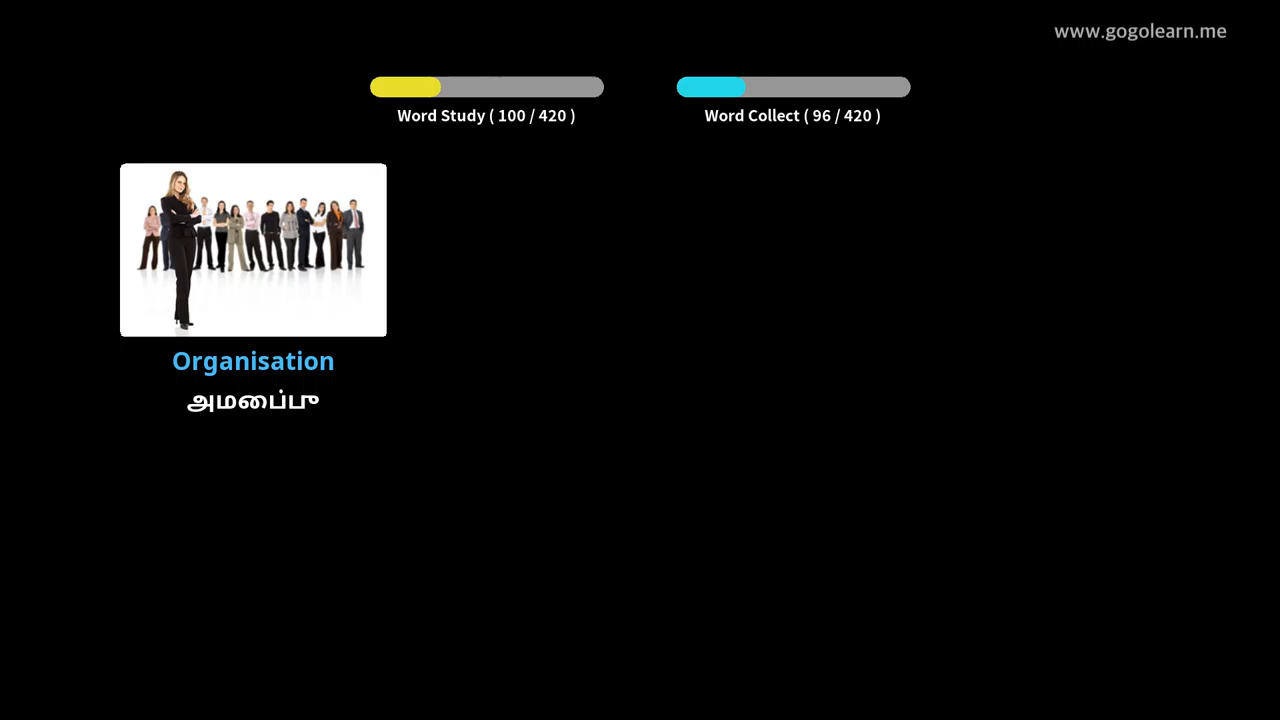 www.gogolearn.me
Word Study ( 100 / 420 )
Word Collect ( 96 / 420 )
Organisation
அமைப்பு